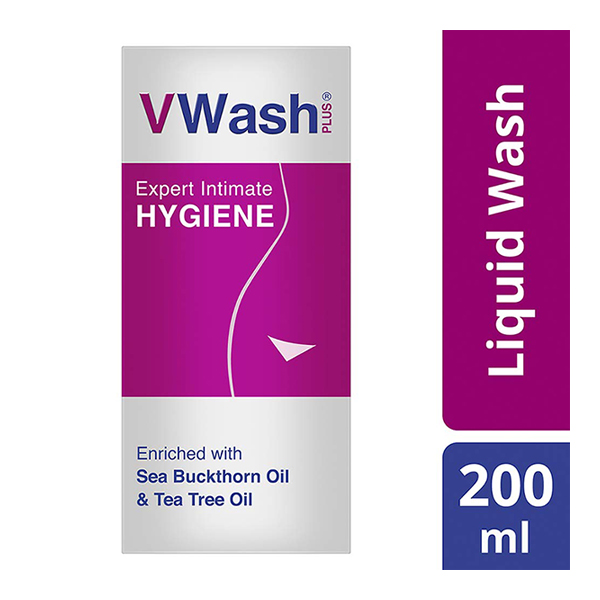 VWash PLUS®
Expert Intimate
HYGIENE
Enriched with
Sea Buckthorn Oil
& Tea Tree Oil
Liquid Wash
200
ml